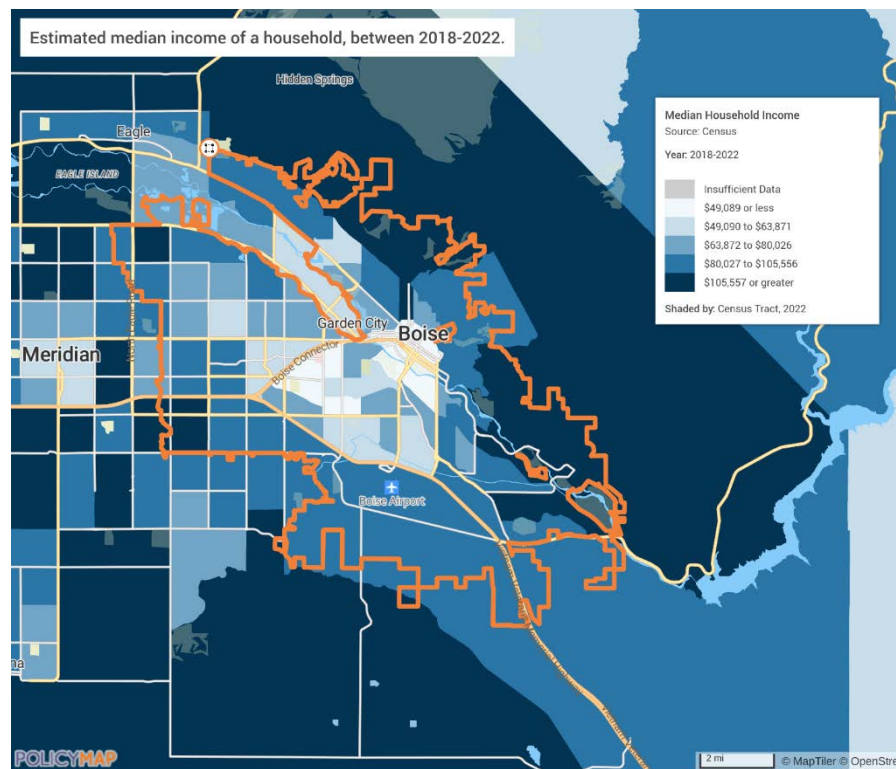 Estimated median income of a household, between 2018-2022.
Hidden Springs
Eagle
EAGLE ISLAND
Median Household Income
Source: Census
Year: 2018-2022
Insufficient Data
$49,089 or less
$49,090 to $63,871
$63,872 to $80,026
$80,027 to $105,556
$105,557 or greater
Shaded by: Census Tract, 2022
Garden City
Boise
Meridian
Boise Connector
Boise Airport
na
POLICYMAP
2 mi
© MapTiler © OpenStr